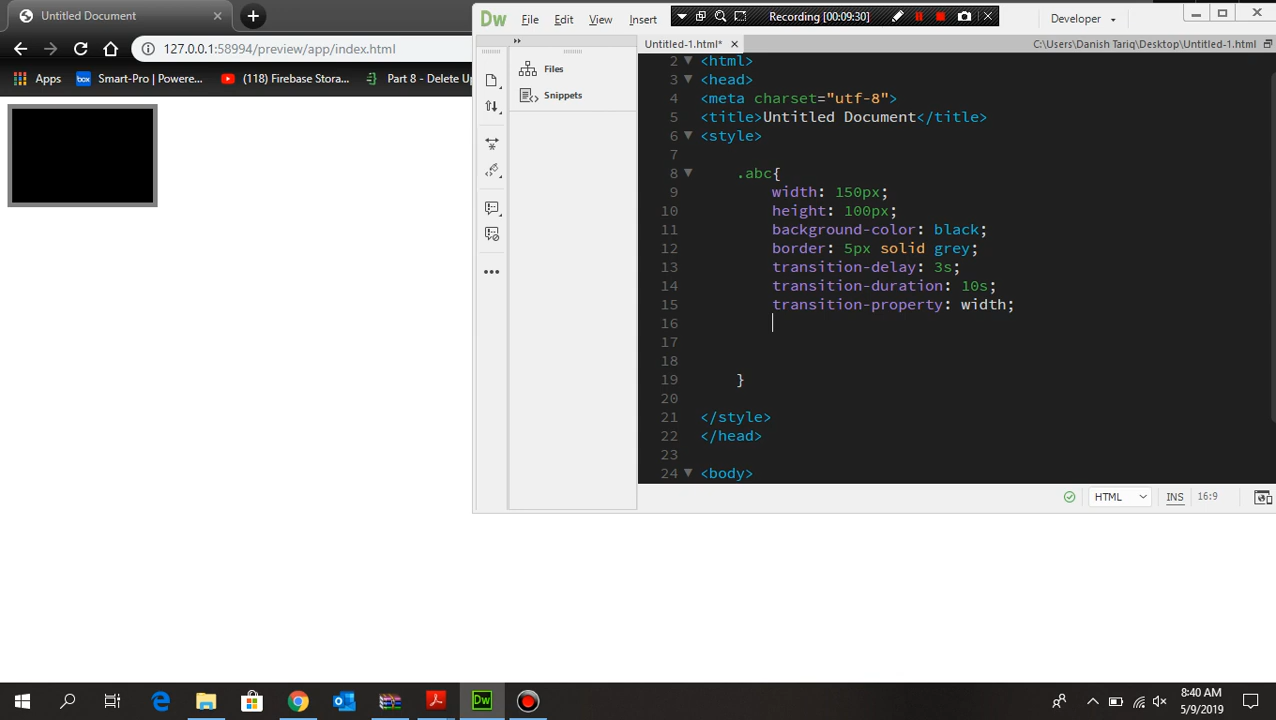 Untitled Document
127.0.0.1:58994/preview/app/index.html
Apps
Smart-Pro | Powere...
(118) Firebase Stora...
Part 8 - Delete Up
Dw
File
Edit
View
Insert
Recording [00:09:30]
Developer
Untitled-1.html*
C:\Users\Danish Tariq\Desktop\Untitled-1.html
Files
Snippets
2 <html>
3 <head>
4 <meta charset="utf-8">
5 <title>Untitled Document</title>
6 <style>
7
8 .abc{
9 width: 150px;
10 height: 100px;
11 background-color: black;
12 border: 5px solid grey;
13 transition-delay: 3s;
14 transition-duration: 10s;
15 transition-property: width;
16
17
18
19 }
20
21 </style>
22 </head>
23
24 <body>
HTML
INS
16:9
Dw
8:40 AM
5/9/2019